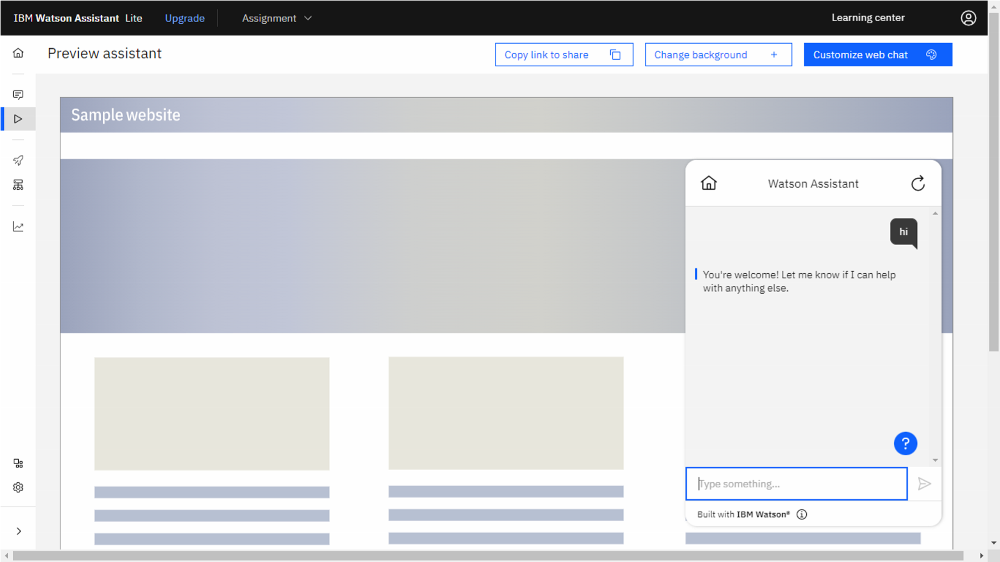 IBM Watson Assistant Lite Upgrade Assignment Learning center
Preview assistant Copy link to share Change background + Customize web chat
Sample website
Watson Assistant
hi
You're welcome! Let me know if I can help
with anything else.
?
Type something...
Built with IBM Watson®